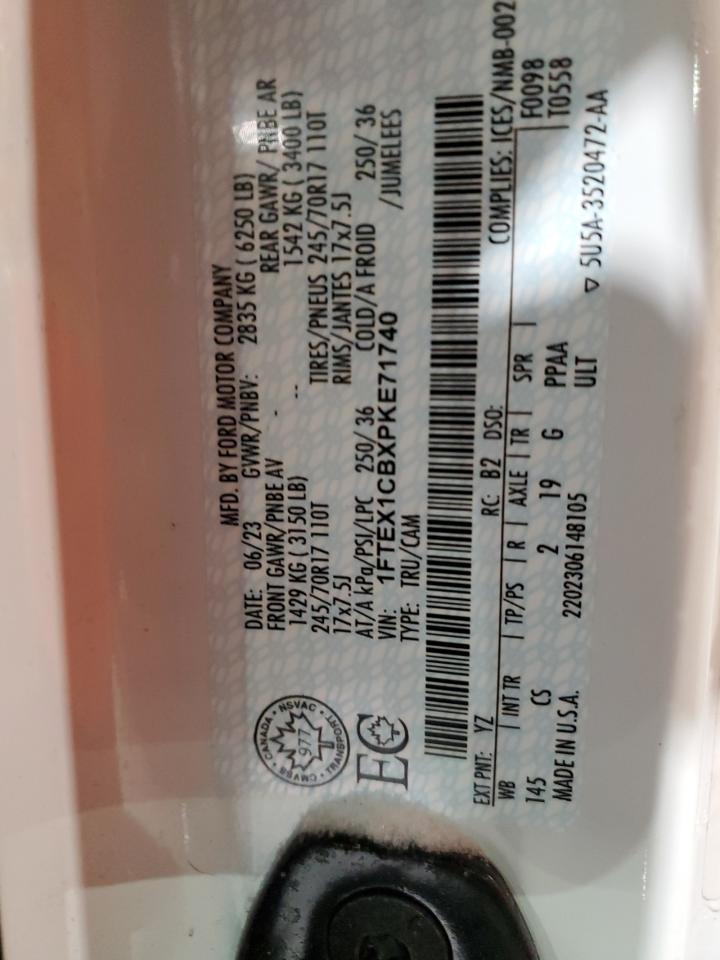 MFD. BY FORD MOTOR COMPANY
DATE: 06/23 GVWR/PNBV: 2835 KG ( 6250 LB)
FRONT GAWR/PNBE AV REAR GAWR/ PNBE AR
1429 KG ( 3150 LB) -- 1542 KG ( 3400 LB)
245/70R17 110T TIRES/PNEUS 245/70R17 110T
17x7.5J RIMS/JANTES 17x7.5J
AT/A kPa/PSI/LPC 250/ 36 COLD/A FROID 250/ 36
VIN: 1FTEX1CBXPKE71740 /JUMELEES
TYPE: TRU/CAM
CANADA • NSVAC • TRANSPORT • CMVSS
977
EC
EXT PNT: YZ RC: B2 DSO: COMPLIES: ICES/NMB-002
WB | INT TR | TP/PS | R | AXLE | TR | SPR | F0098
145 CS 2 19 G PPAA T0558
MADE IN U.S.A. 2202306148105 ULT
▽ 5U5A-3520472-AA